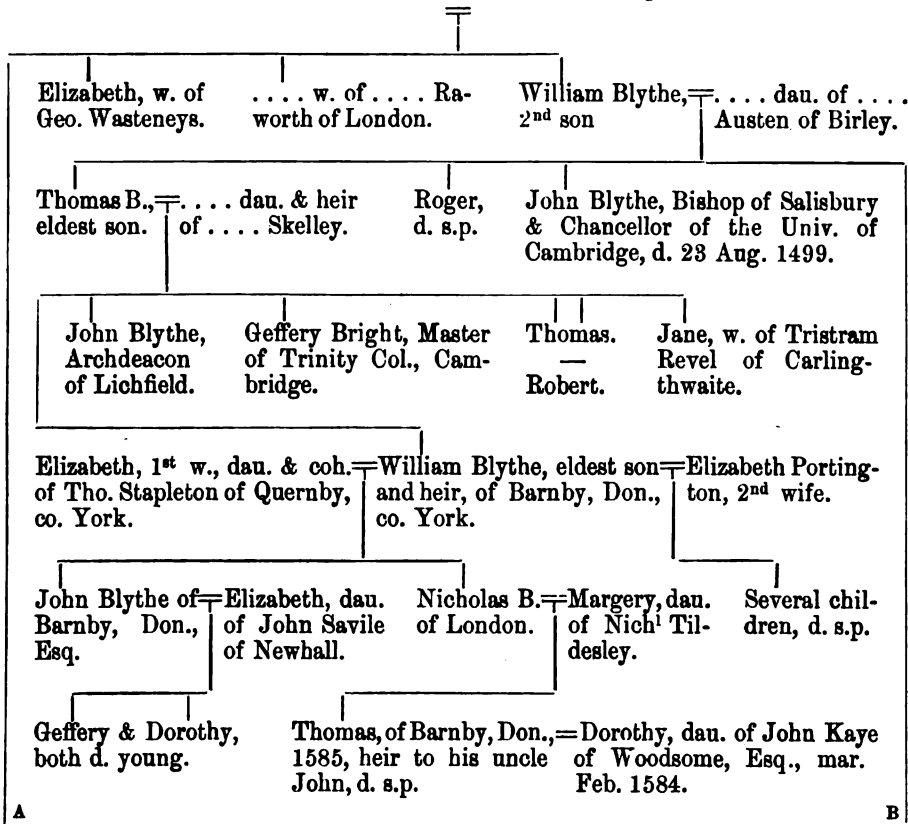 Elizabeth, w. of
Geo. Wasteneys.
. . . . w. of . . . . Ra-
worth of London.
William Blythe,
2nd son
. . . . dau. of . . . .
Austen of Birley.
Thomas B.,
eldest son.
. . . . dau. & heir
of . . . . Skelley.
Roger,
d. s.p.
John Blythe, Bishop of Salisbury
& Chancellor of the Univ. of
Cambridge, d. 23 Aug. 1499.
John Blythe,
Archdeacon
of Lichfield.
Geffery Bright, Master
of Trinity Col., Cam-
bridge.
Thomas.
—
Robert.
Jane, w. of Tristram
Revel of Carling-
thwaite.
Elizabeth, 1st w., dau. & coh.
of Tho. Stapleton of Quernby,
co. York.
William Blythe, eldest son
and heir, of Barnby, Don.,
co. York.
Elizabeth Porting-
ton, 2nd wife.
John Blythe of
Barnby, Don.,
Esq.
Elizabeth, dau.
of John Savile
of Newhall.
Nicholas B.
of London.
Margery, dau.
of Nichl Til-
desley.
Several chil-
dren, d. s.p.
Geffery & Dorothy,
both d. young.
Thomas, of Barnby, Don.,
1585, heir to his uncle
John, d. s.p.
Dorothy, dau. of John Kaye
of Woodsome, Esq., mar.
Feb. 1584.
A
B